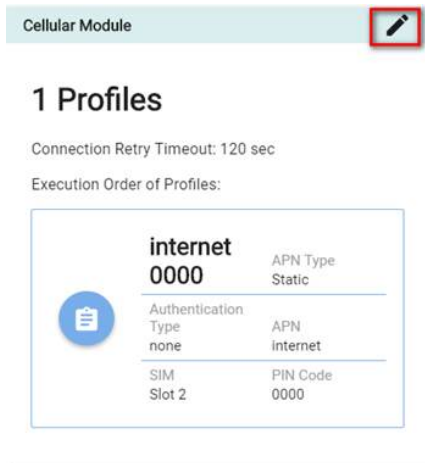 Cellular Module
1 Profiles
Connection Retry Timeout: 120 sec
Execution Order of Profiles:
internet
0000
APN Type
Static
Authentication
Type
none
APN
internet
SIM
Slot 2
PIN Code
0000